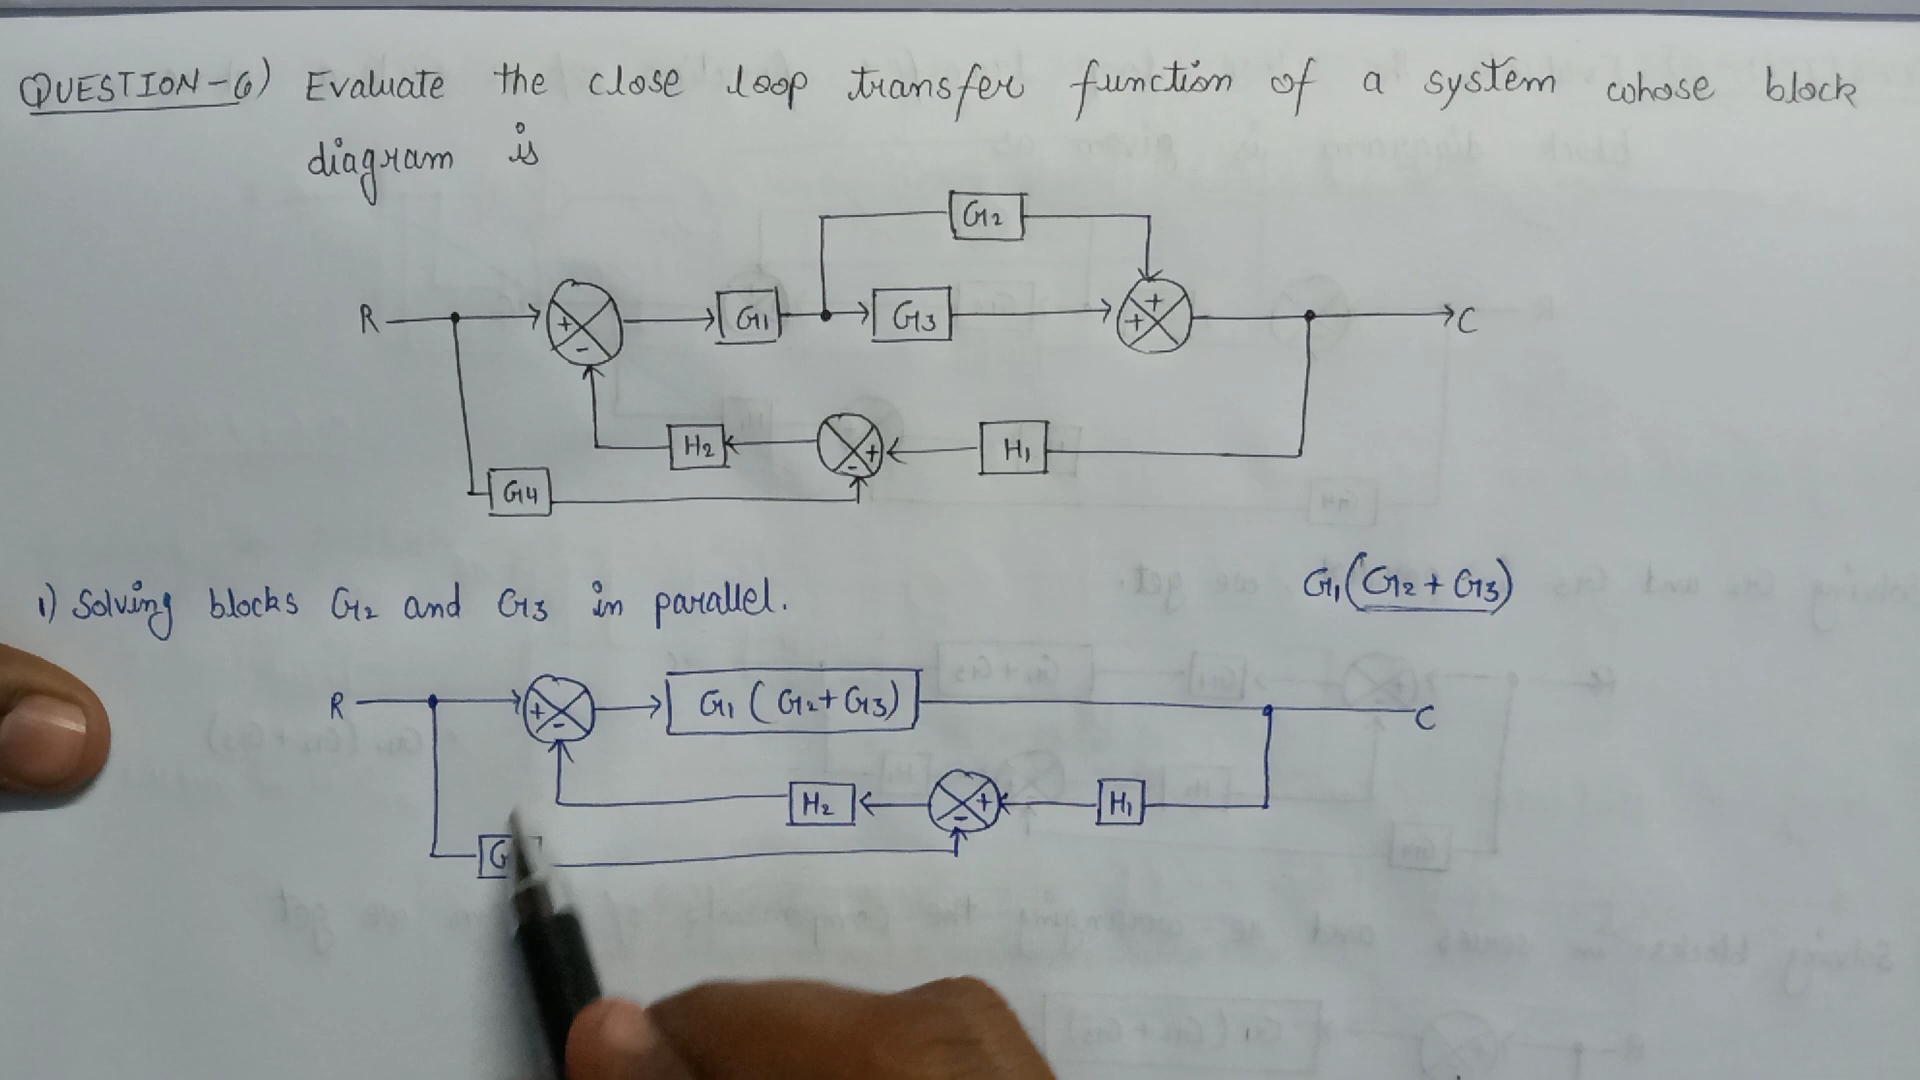 QUESTION-6) Evaluate the close loop transfer function of a system whose block
diagram is
G2
R + - G1 G3 + + C
H2 + - H1
G4
1) Solving blocks G2 and G3 in parallel.
G1(G2+G3)
R + - G1 (G2+G3) C
H2 + - H1